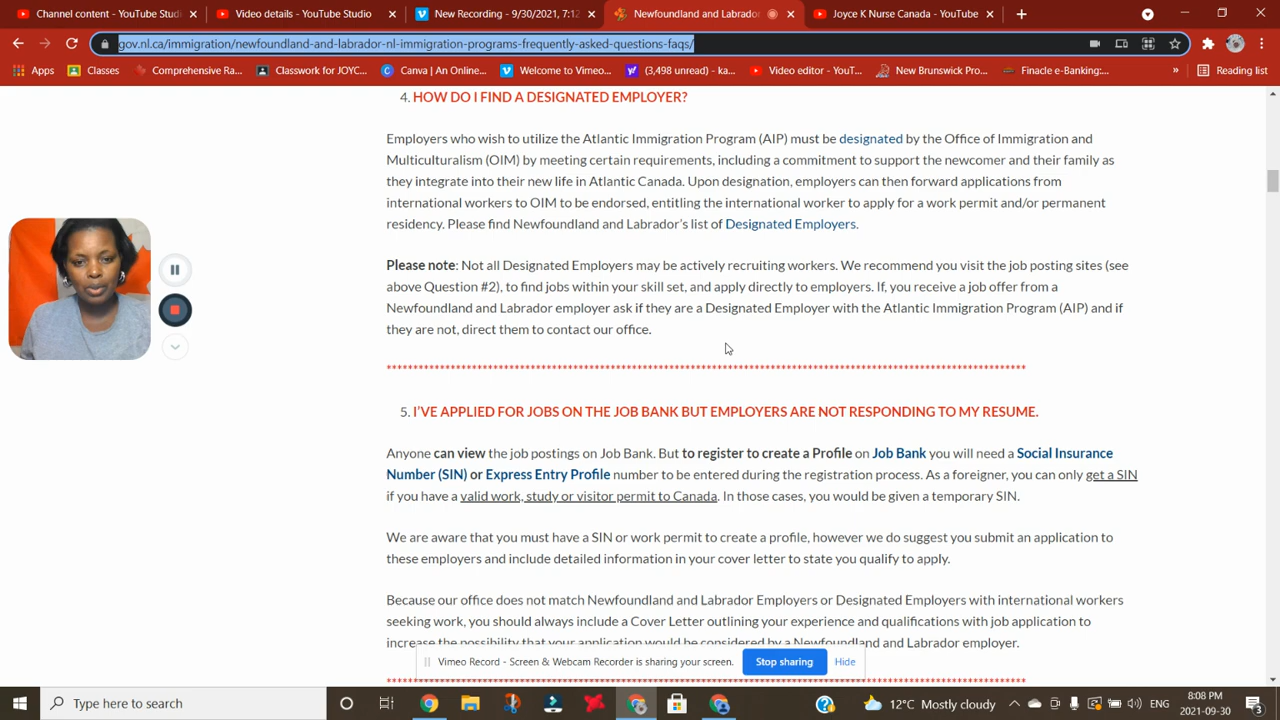 Channel content - YouTube Studi
Video details - YouTube Studio
New Recording - 9/30/2021, 7:12
Newfoundland and Labrado
Joyce K Nurse Canada - YouTube
gov.nl.ca/immigration/newfoundland-and-labrador-nl-immigration-programs-frequently-asked-questions-faqs/
Apps
Classes
Comprehensive Ra...
Classwork for JOYC...
Canva | An Online...
Welcome to Vimeo...
(3,498 unread) - ka...
Video editor - YouT...
New Brunswick Pro...
Finacle e-Banking:...
»
Reading list
4. HOW DO I FIND A DESIGNATED EMPLOYER?
Employers who wish to utilize the Atlantic Immigration Program (AIP) must be designated by the Office of Immigration and
Multiculturalism (OIM) by meeting certain requirements, including a commitment to support the newcomer and their family as
they integrate into their new life in Atlantic Canada. Upon designation, employers can then forward applications from
international workers to OIM to be endorsed, entitling the international worker to apply for a work permit and/or permanent
residency. Please find Newfoundland and Labrador's list of Designated Employers.
Please note: Not all Designated Employers may be actively recruiting workers. We recommend you visit the job posting sites (see
above Question #2), to find jobs within your skill set, and apply directly to employers. If, you receive a job offer from a
Newfoundland and Labrador employer ask if they are a Designated Employer with the Atlantic Immigration Program (AIP) and if
they are not, direct them to contact our office.
5. I'VE APPLIED FOR JOBS ON THE JOB BANK BUT EMPLOYERS ARE NOT RESPONDING TO MY RESUME.
Anyone can view the job postings on Job Bank. But to register to create a Profile on Job Bank you will need a Social Insurance
Number (SIN) or Express Entry Profile number to be entered during the registration process. As a foreigner, you can only get a SIN
if you have a valid work, study or visitor permit to Canada. In those cases, you would be given a temporary SIN.
We are aware that you must have a SIN or work permit to create a profile, however we do suggest you submit an application to
these employers and include detailed information in your cover letter to state you qualify to apply.
Because our office does not match Newfoundland and Labrador Employers or Designated Employers with international workers
seeking work, you should always include a Cover Letter outlining your experience and qualifications with job application to
increase the possibility that your application would be considered by a Newfoundland and Labrador employer.
Vimeo Record - Screen & Webcam Recorder is sharing your screen.
Stop sharing
Hide
Type here to search
12°C Mostly cloudy
ENG
8:08 PM
2021-09-30
3